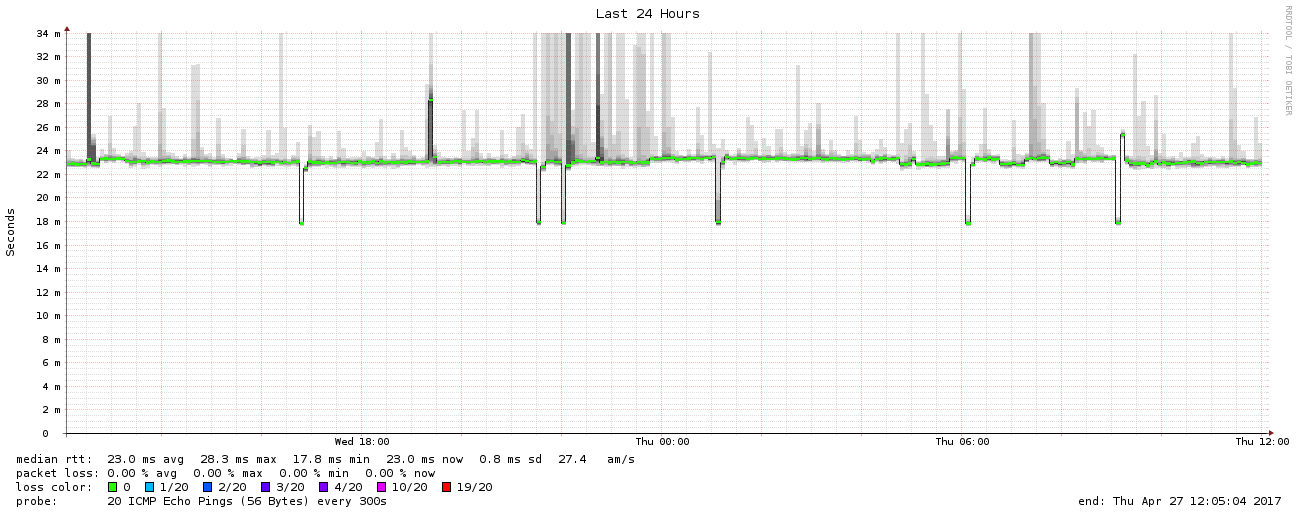 Last 24 Hours
RRDTOOL / TOBI OETIKER
Seconds
34 m
32 m
30 m
28 m
26 m
24 m
22 m
20 m
18 m
16 m
14 m
12 m
10 m
8 m
6 m
4 m
2 m
0
Wed 18:00 Thu 00:00 Thu 06:00 Thu 12:00
median rtt: 23.0 ms avg 28.3 ms max 17.8 ms min 23.0 ms now 0.8 ms sd 27.4 am/s
packet loss: 0.00 % avg 0.00 % max 0.00 % min 0.00 % now
loss color: 0 1/20 2/20 3/20 4/20 10/20 19/20
probe: 20 ICMP Echo Pings (56 Bytes) every 300s
end: Thu Apr 27 12:05:04 2017